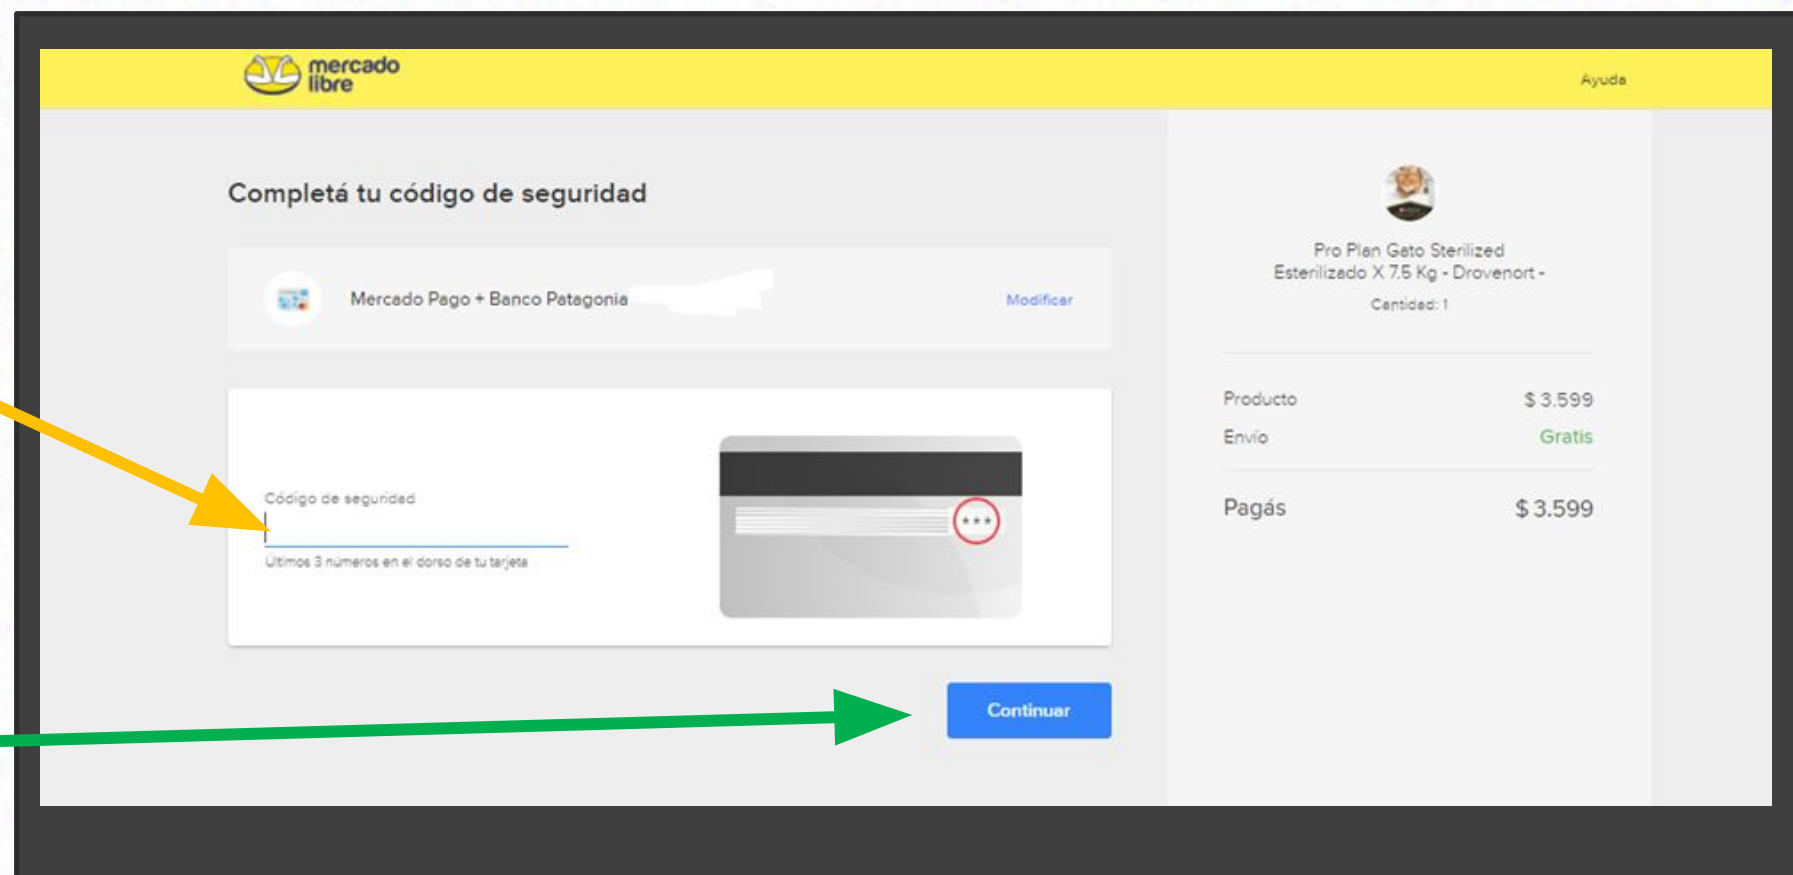 mercado
libre
Ayuda
Completá tu código de seguridad
Mercado Pago + Banco Patagonia
Modificar
Código de seguridad
Últimos 3 números en el dorso de tu tarjeta
***
Continuar
Pro Plan Gato Sterilized
Esterilizado X 7.5 Kg - Drovenort -
Cantidad: 1
Producto $ 3.599
Envío Gratis
Pagás $ 3.599